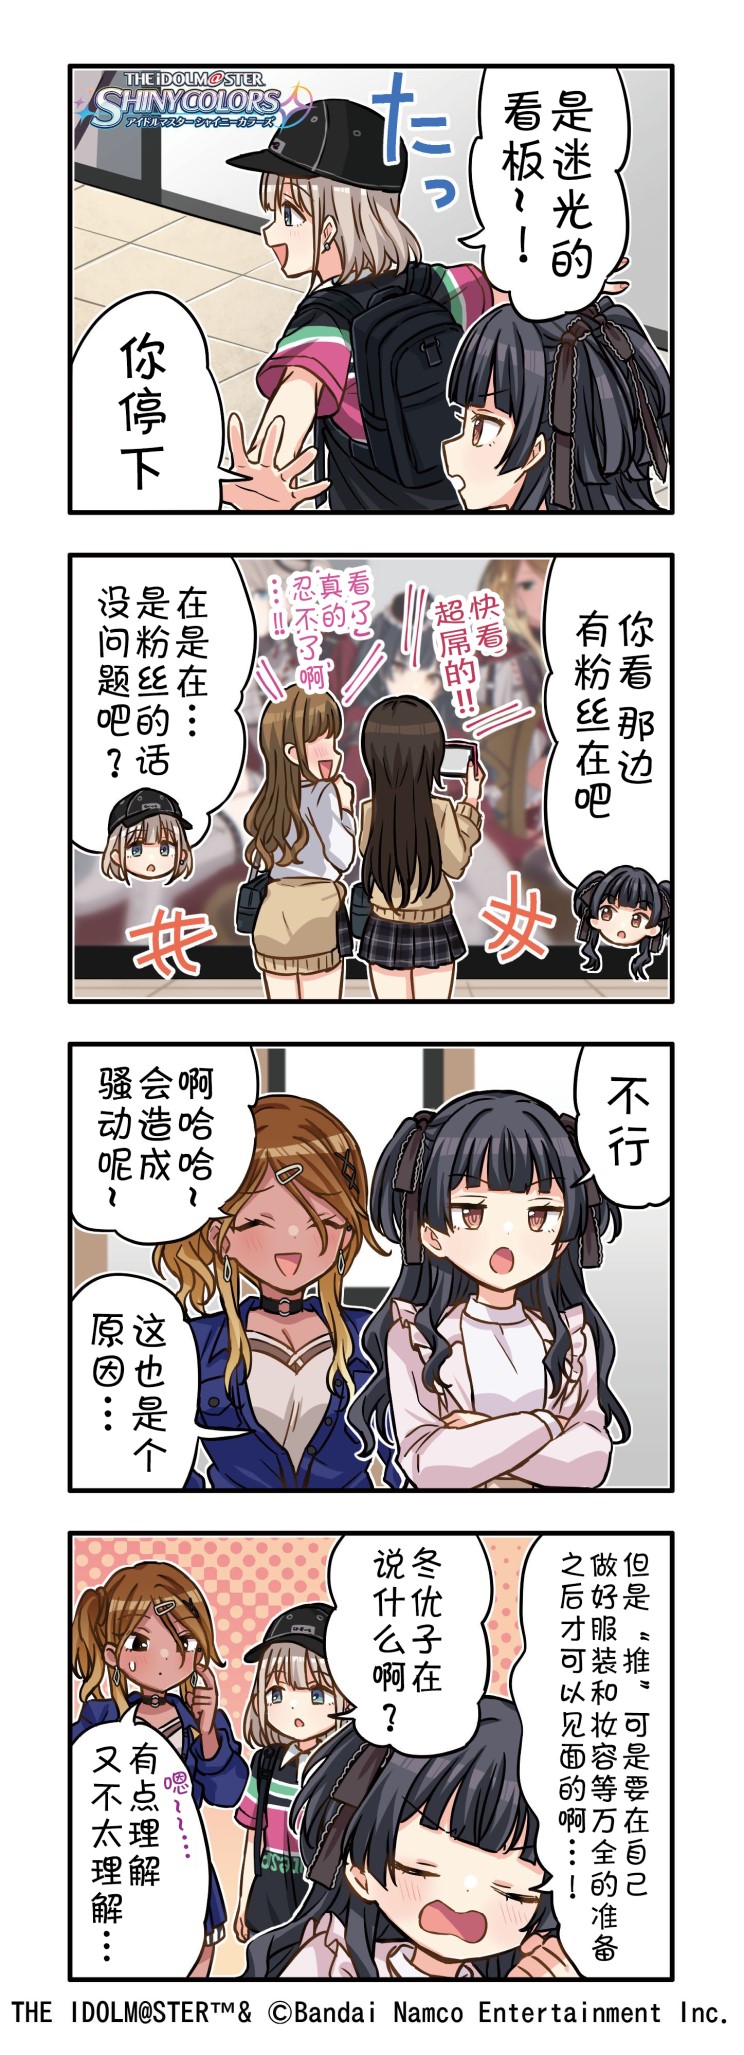 THE iDOLM@STER
SHINYCOLORS
アイドルマスター シャイニーカラーズ
是迷光的
看板～！
たっ
你停下
你看 那边
有粉丝在吧
快看
超屌的!!
看了
真的
忍不了啊
…!!
在是在…
是粉丝的话
没问题吧？
不行
啊哈哈～
会造成
骚动呢～
这也是个
原因…
但是“推”可是要在自己
做好服装和妆容等万全的准备
之后才可以见面的啊…！
冬优子在
说什么啊？
嗯～～…
有点理解
又不太理解…
THE IDOLM@STER™& ©Bandai Namco Entertainment Inc.